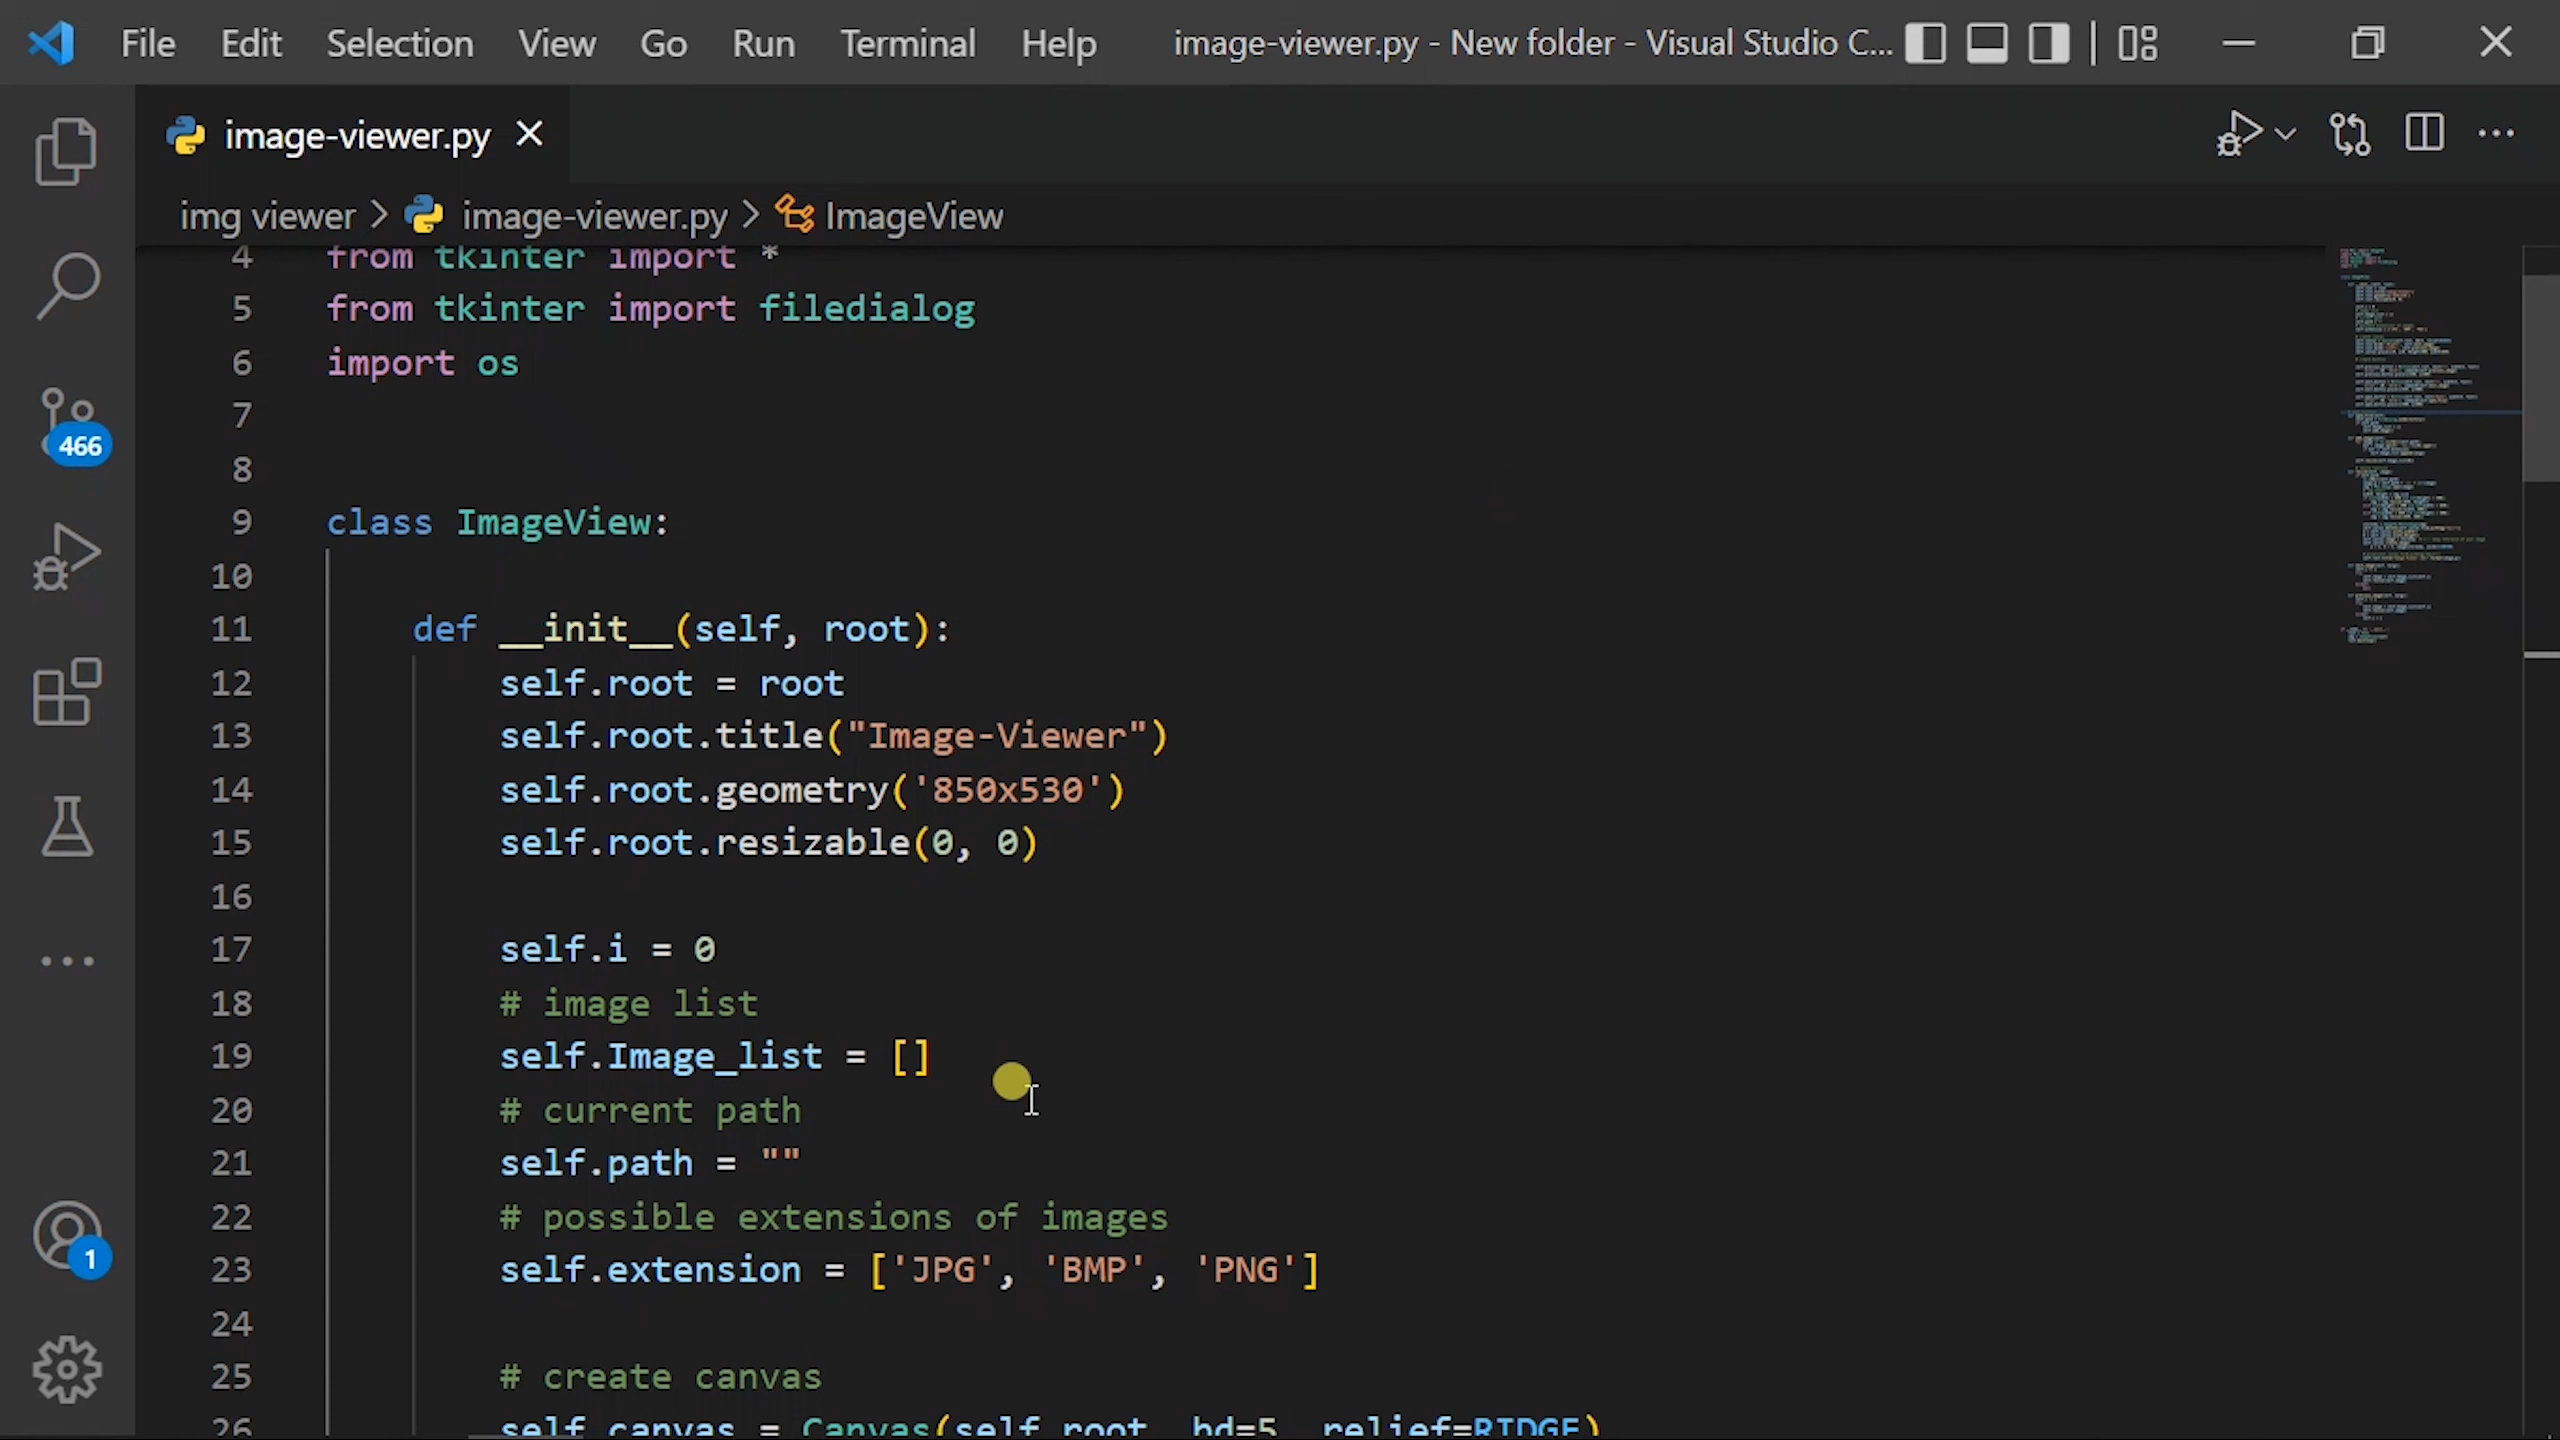 File Edit Selection View Go Run Terminal Help image-viewer.py - New folder - Visual Studio C...
image-viewer.py
img viewer > image-viewer.py > ImageView
4 from tkinter import *
5 from tkinter import filedialog
6 import os
7
8
9 class ImageView:
10
11 def __init__(self, root):
12 self.root = root
13 self.root.title("Image-Viewer")
14 self.root.geometry('850x530')
15 self.root.resizable(0, 0)
16
17 self.i = 0
18 # image list
19 self.Image_list = []
20 # current path
21 self.path = ""
22 # possible extensions of images
23 self.extension = ['JPG', 'BMP', 'PNG']
24
25 # create canvas
26 self.canvas = Canvas(self.root, bd=5, relief=RIDGE)
466
1